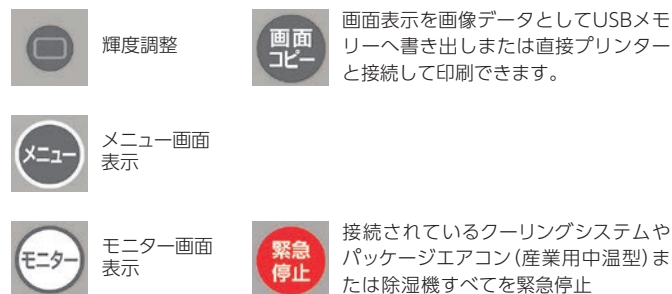 輝度調整
画面
コピー
画面表示を画像データとしてUSBメモ
リーへ書き出しまたは直接プリンター
と接続して印刷できます。
メニュー
メニュー画面
表示
モニター
モニター画面
表示
緊急
停止
接続されているクーリングシステムや
パッケージエアコン(産業用中温型)ま
たは除湿機すべてを緊急停止